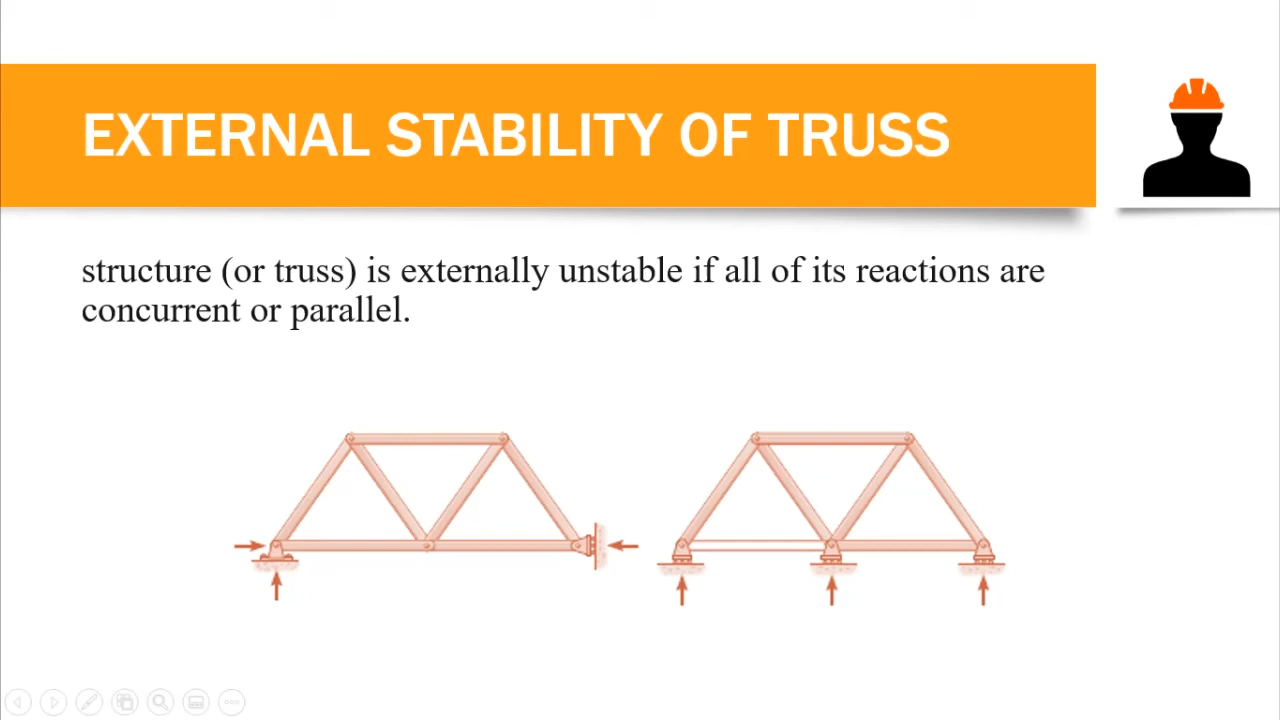 EXTERNAL STABILITY OF TRUSS
structure (or truss) is externally unstable if all of its reactions are
concurrent or parallel.